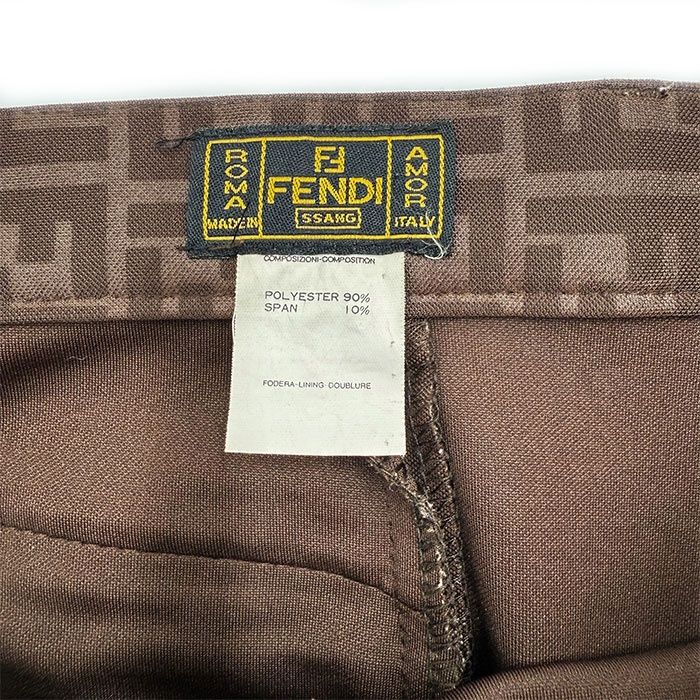 ROMA
MADE IN
FF
FENDI
SSANG
AMOR
ITALY
COMPOSIZIONI-COMPOSITION
POLYESTER 90%
SPAN 10%
FODERA-LINING-DOUBLURE